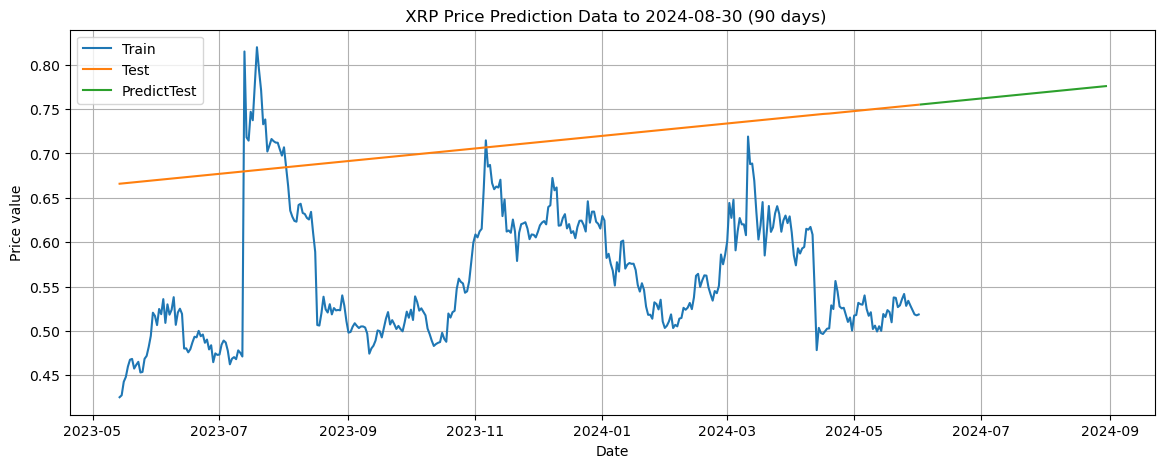 XRP Price Prediction Data to 2024-08-30 (90 days)
Train
Test
PredictTest
Price value
0.80
0.75
0.70
0.65
0.60
0.55
0.50
0.45
2023-05
2023-07
2023-09
2023-11
2024-01
2024-03
2024-05
2024-07
2024-09
Date